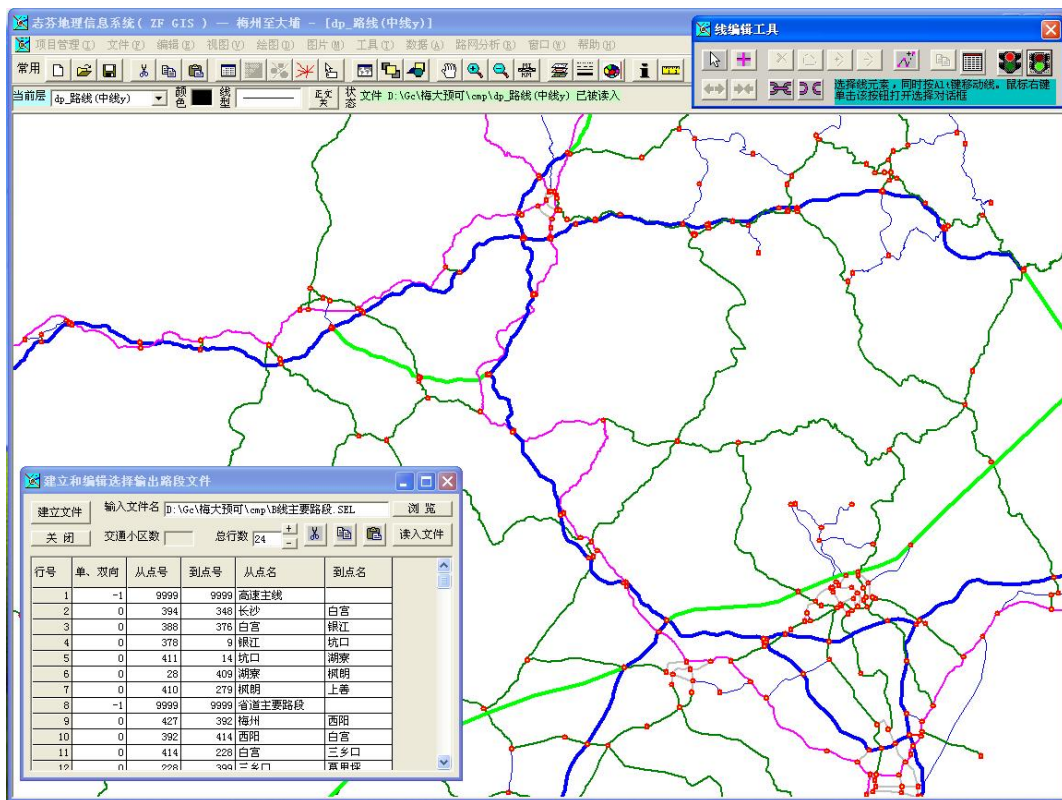 志芬地理信息系统( ZF GIS ) — 梅州至大埔 - [dp_路线(中线y)]
项目管理(I) 文件(F) 编辑(E) 视图(V) 绘图(D) 图片(M) 工具(T) 数据(A) 路网分析(R) 窗口(W) 帮助(H)
常用
当前层 dp_路线(中线y) 颜色 线型 正交 关 状态 文件 D:\Gc\梅大预可\cmp\dp_路线(中线y) 已被读入
线编辑工具
选择线元素,同时按Alt键移动线。鼠标右键
单击该按钮打开选择对话框
建立和编辑选择输出路段文件
建立文件 输入文件名 D:\Gc\梅大预可\cmp\B线主要路段.SEL 浏 览
关 闭 交通小区数 总行数 24 + - 读入文件
行号 单、双向 从点号 到点号 从点名 到点名
1 -1 9999 9999 高速主线
2 0 394 348 长沙 白宫
3 0 388 376 白宫 银江
4 0 378 9 银江 坑口
5 0 411 14 坑口 湖寮
6 0 28 409 湖寮 枫朗
7 0 410 279 枫朗 上善
8 -1 9999 9999 省道主要路段
9 0 427 392 梅州 西阳
10 0 392 414 西阳 白宫
11 0 414 228 白宫 三乡口
12 0 228 399 三乡口